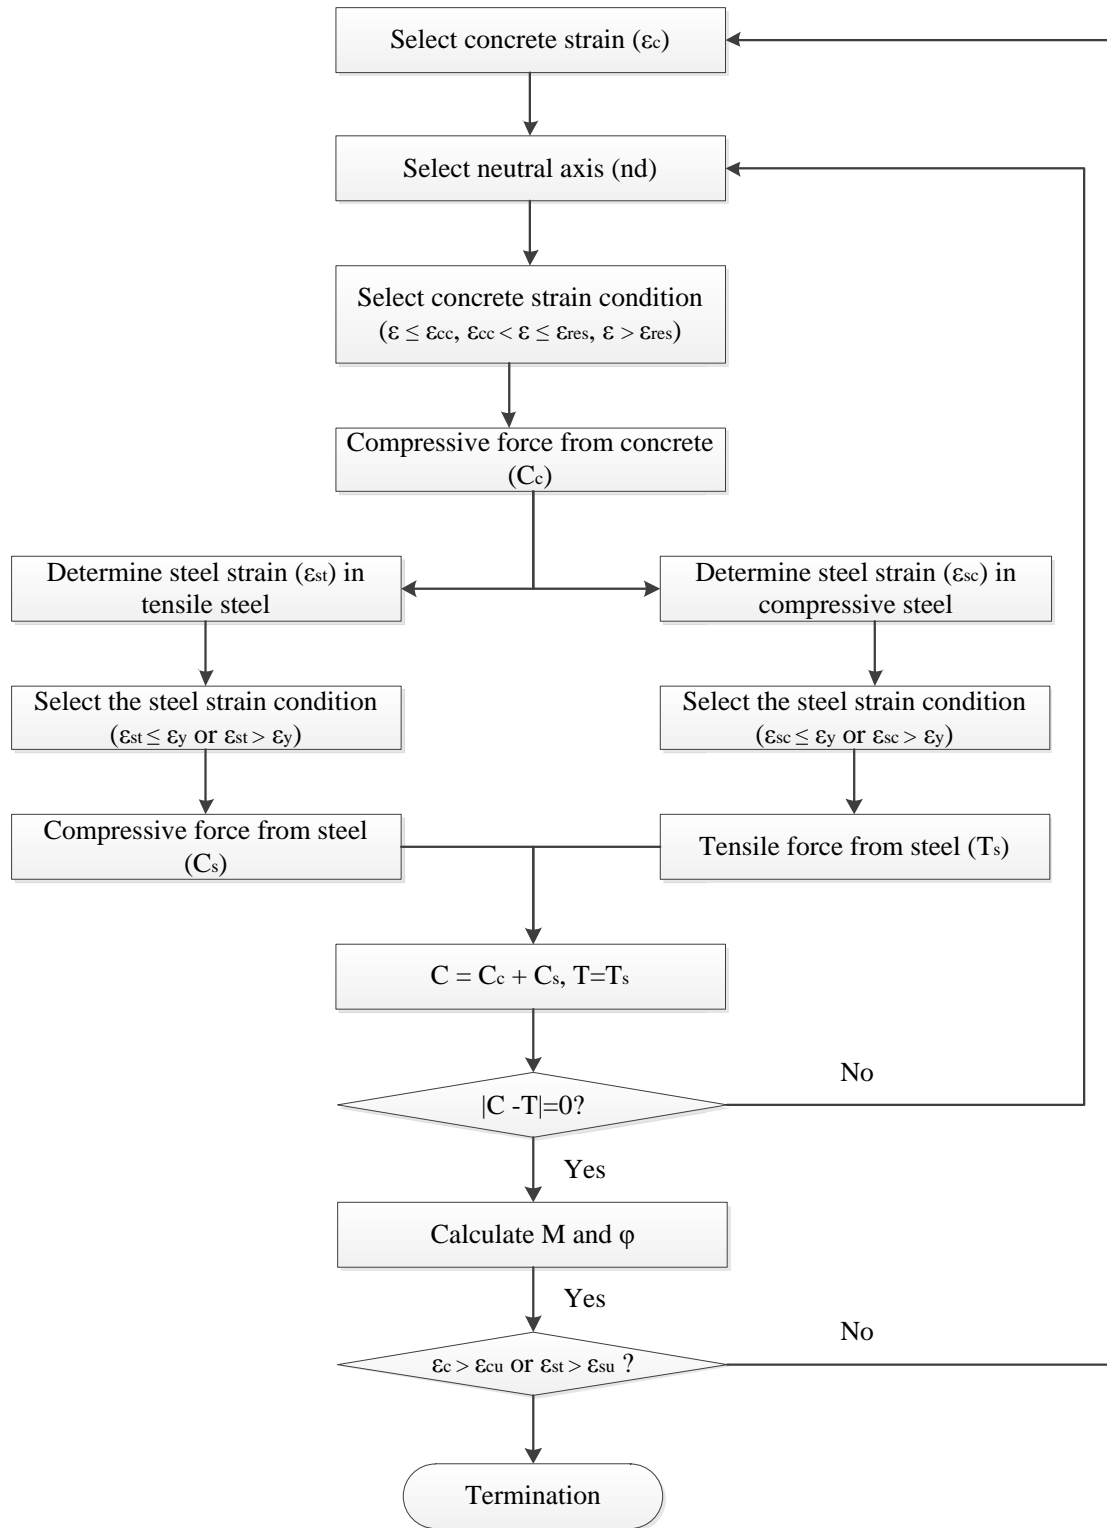 Select concrete strain (εc)
Select neutral axis (nd)
Select concrete strain condition
(ε ≤ εcc, εcc < ε ≤ εres, ε > εres)
Compressive force from concrete
(Cc)
Determine steel strain (εst) in
tensile steel
Determine steel strain (εsc) in
compressive steel
Select the steel strain condition
(εst ≤ εy or εst > εy)
Select the steel strain condition
(εsc ≤ εy or εsc > εy)
Compressive force from steel
(Cs)
Tensile force from steel (Ts)
C = Cc + Cs, T=Ts
|C -T|=0?
No
Yes
Calculate M and φ
Yes
εc > εcu or εst > εsu ?
No
Termination